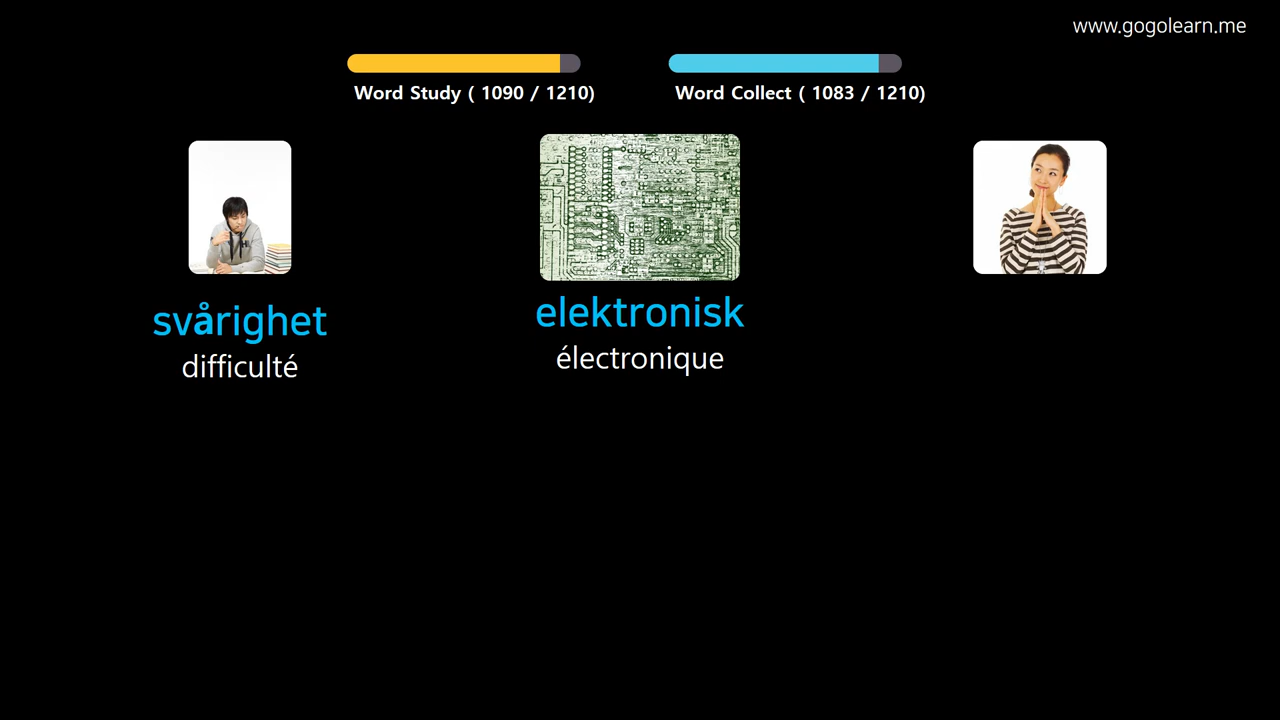 www.gogolearn.me
Word Study ( 1090 / 1210)
Word Collect ( 1083 / 1210)
svårighet
difficulté
elektronisk
électronique